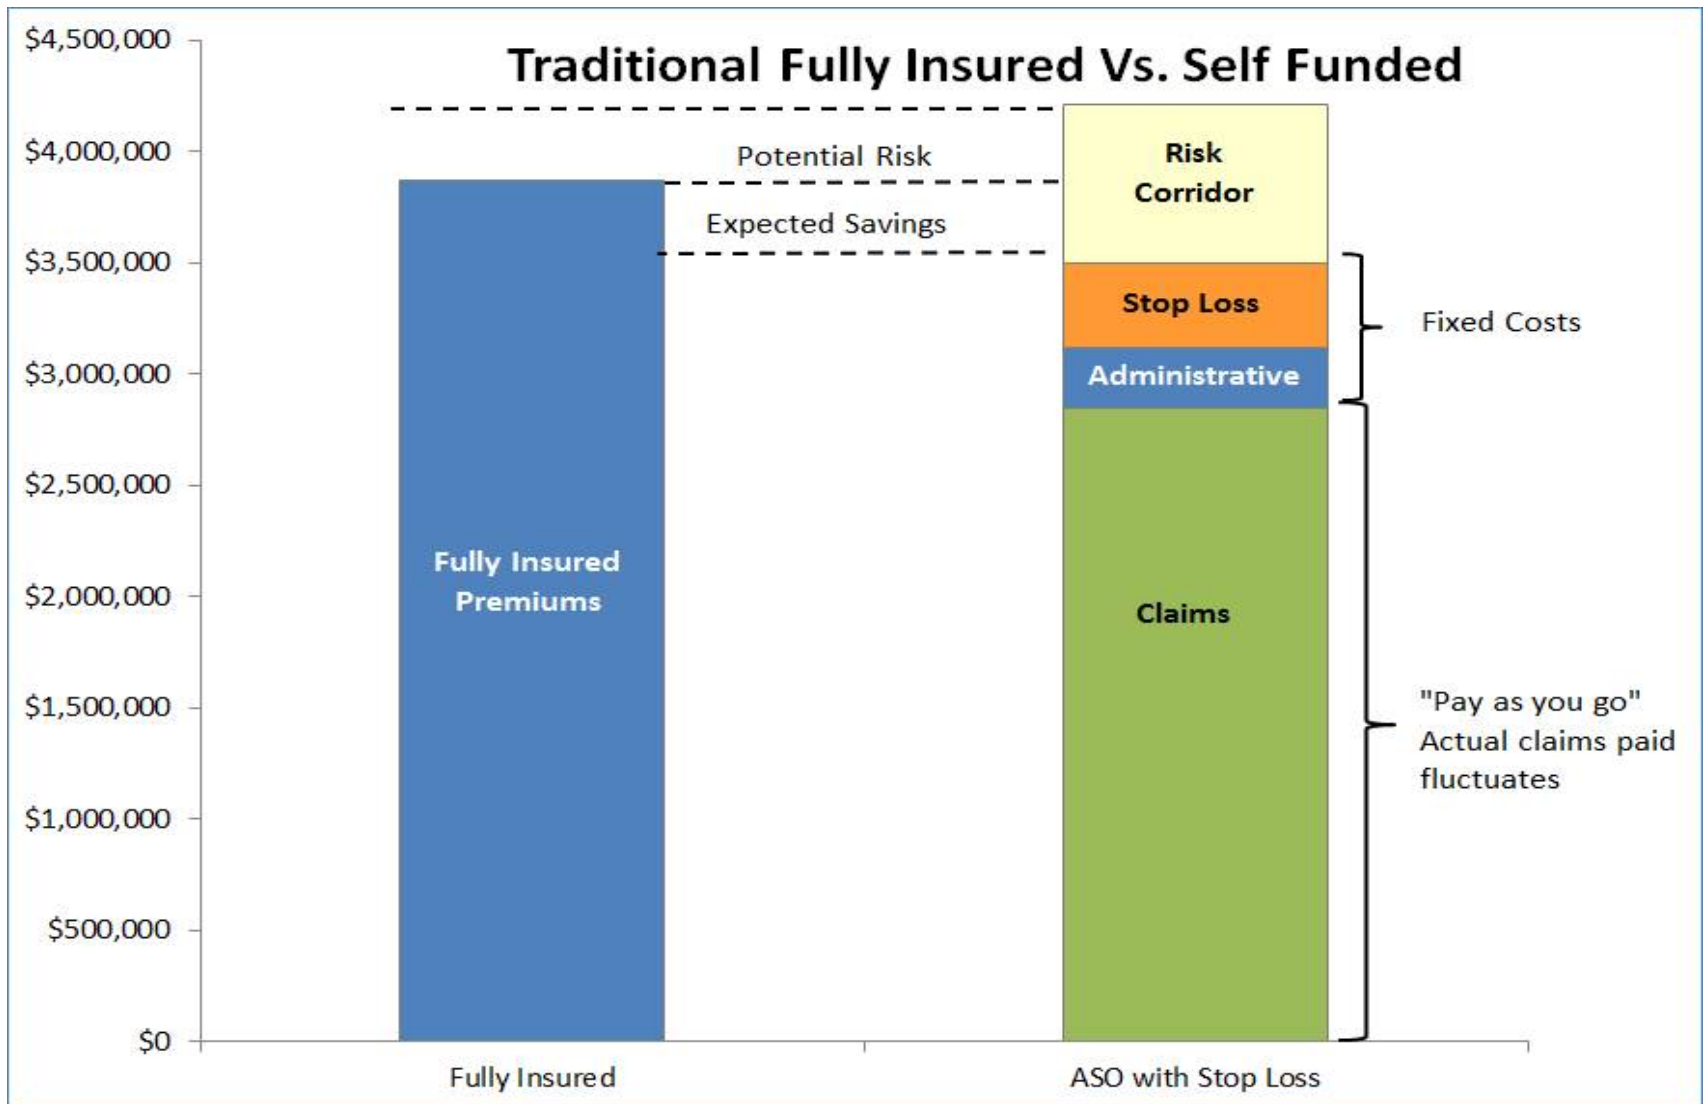 Traditional Fully Insured Vs. Self Funded
$4,500,000
$4,000,000
$3,500,000
$3,000,000
$2,500,000
$2,000,000
$1,500,000
$1,000,000
$500,000
$0
Potential Risk
Expected Savings
Fully Insured
Premiums
Risk
Corridor
Stop Loss
Administrative
Claims
Fixed Costs
"Pay as you go"
Actual claims paid
fluctuates
Fully Insured
ASO with Stop Loss